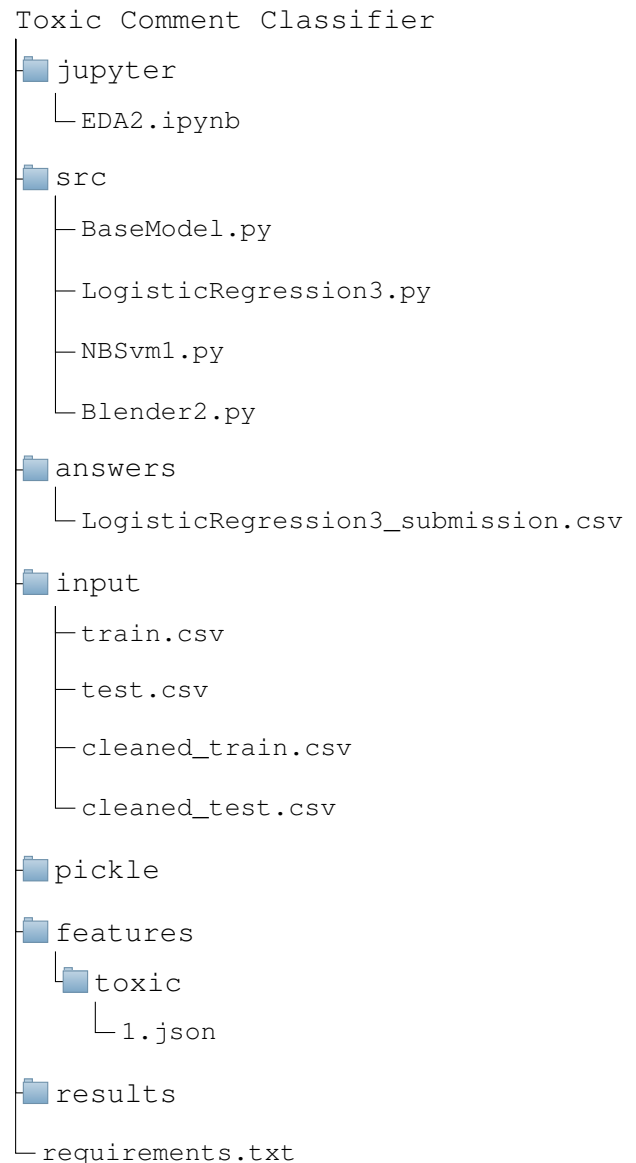 Toxic Comment Classifier
jupyter
EDA2.ipynb
src
BaseModel.py
LogisticRegression3.py
NBSvm1.py
Blender2.py
answers
LogisticRegression3_submission.csv
input
train.csv
test.csv
cleaned_train.csv
cleaned_test.csv
pickle
features
toxic
1.json
results
requirements.txt